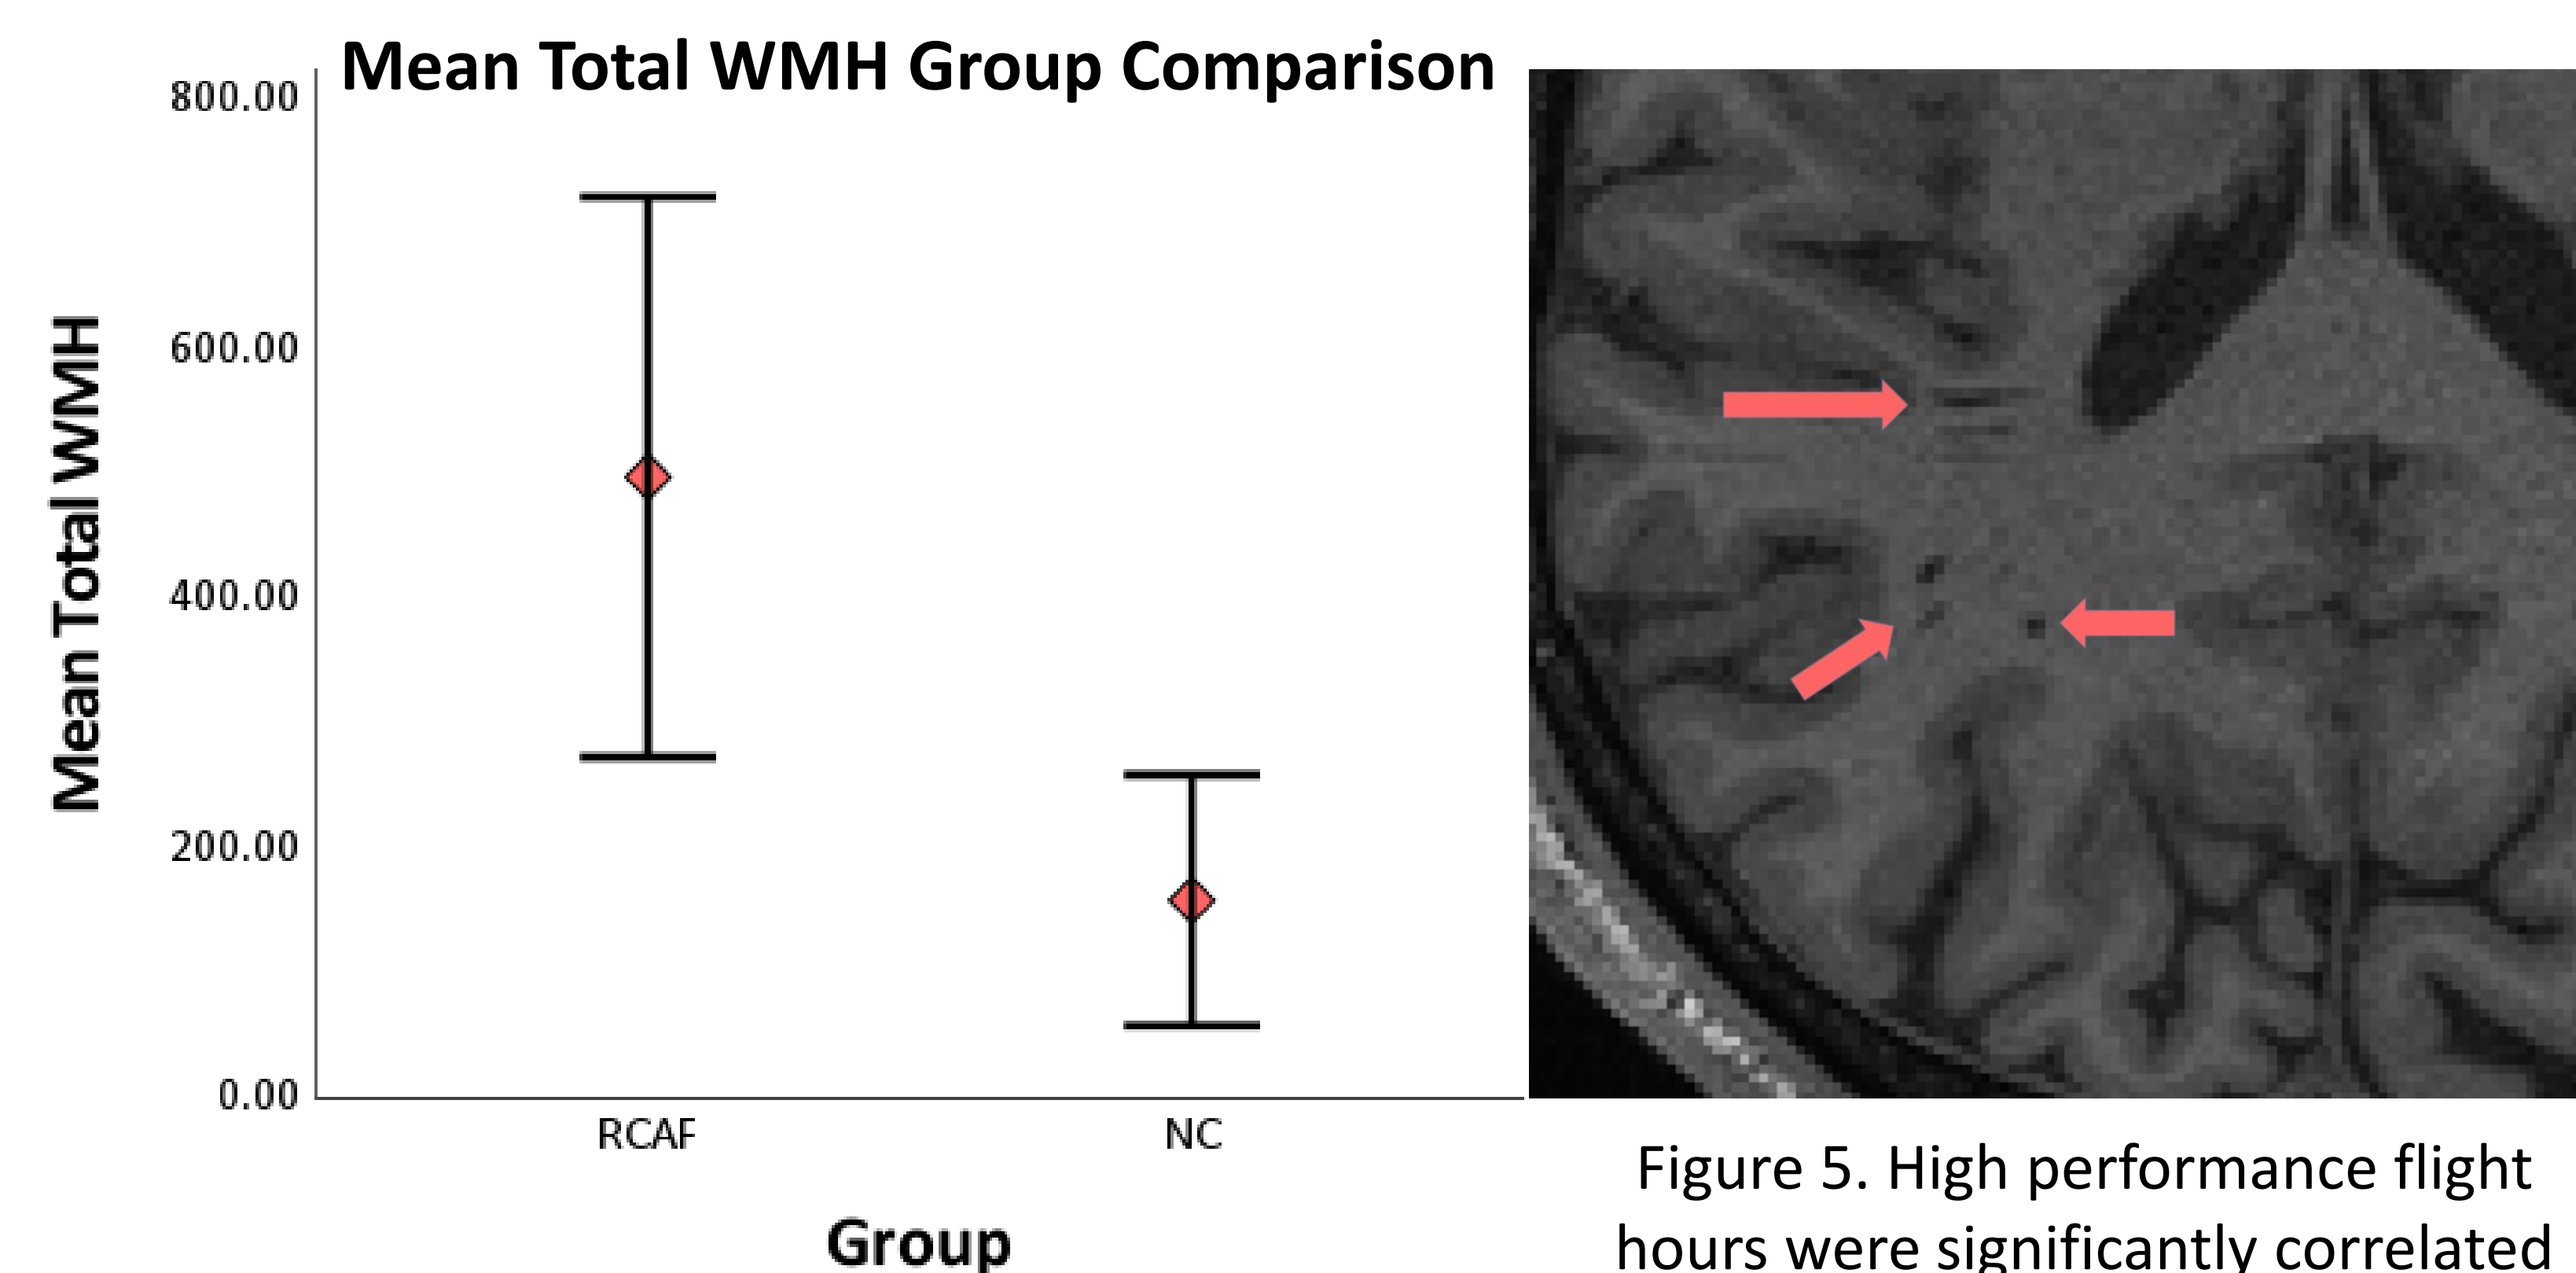 Mean Total WMH Group Comparison
Mean Total WMH
800.00
600.00
400.00
200.00
0.00
RCAF
NC
Group
Figure 5. High performance flight
hours were significantly correlated